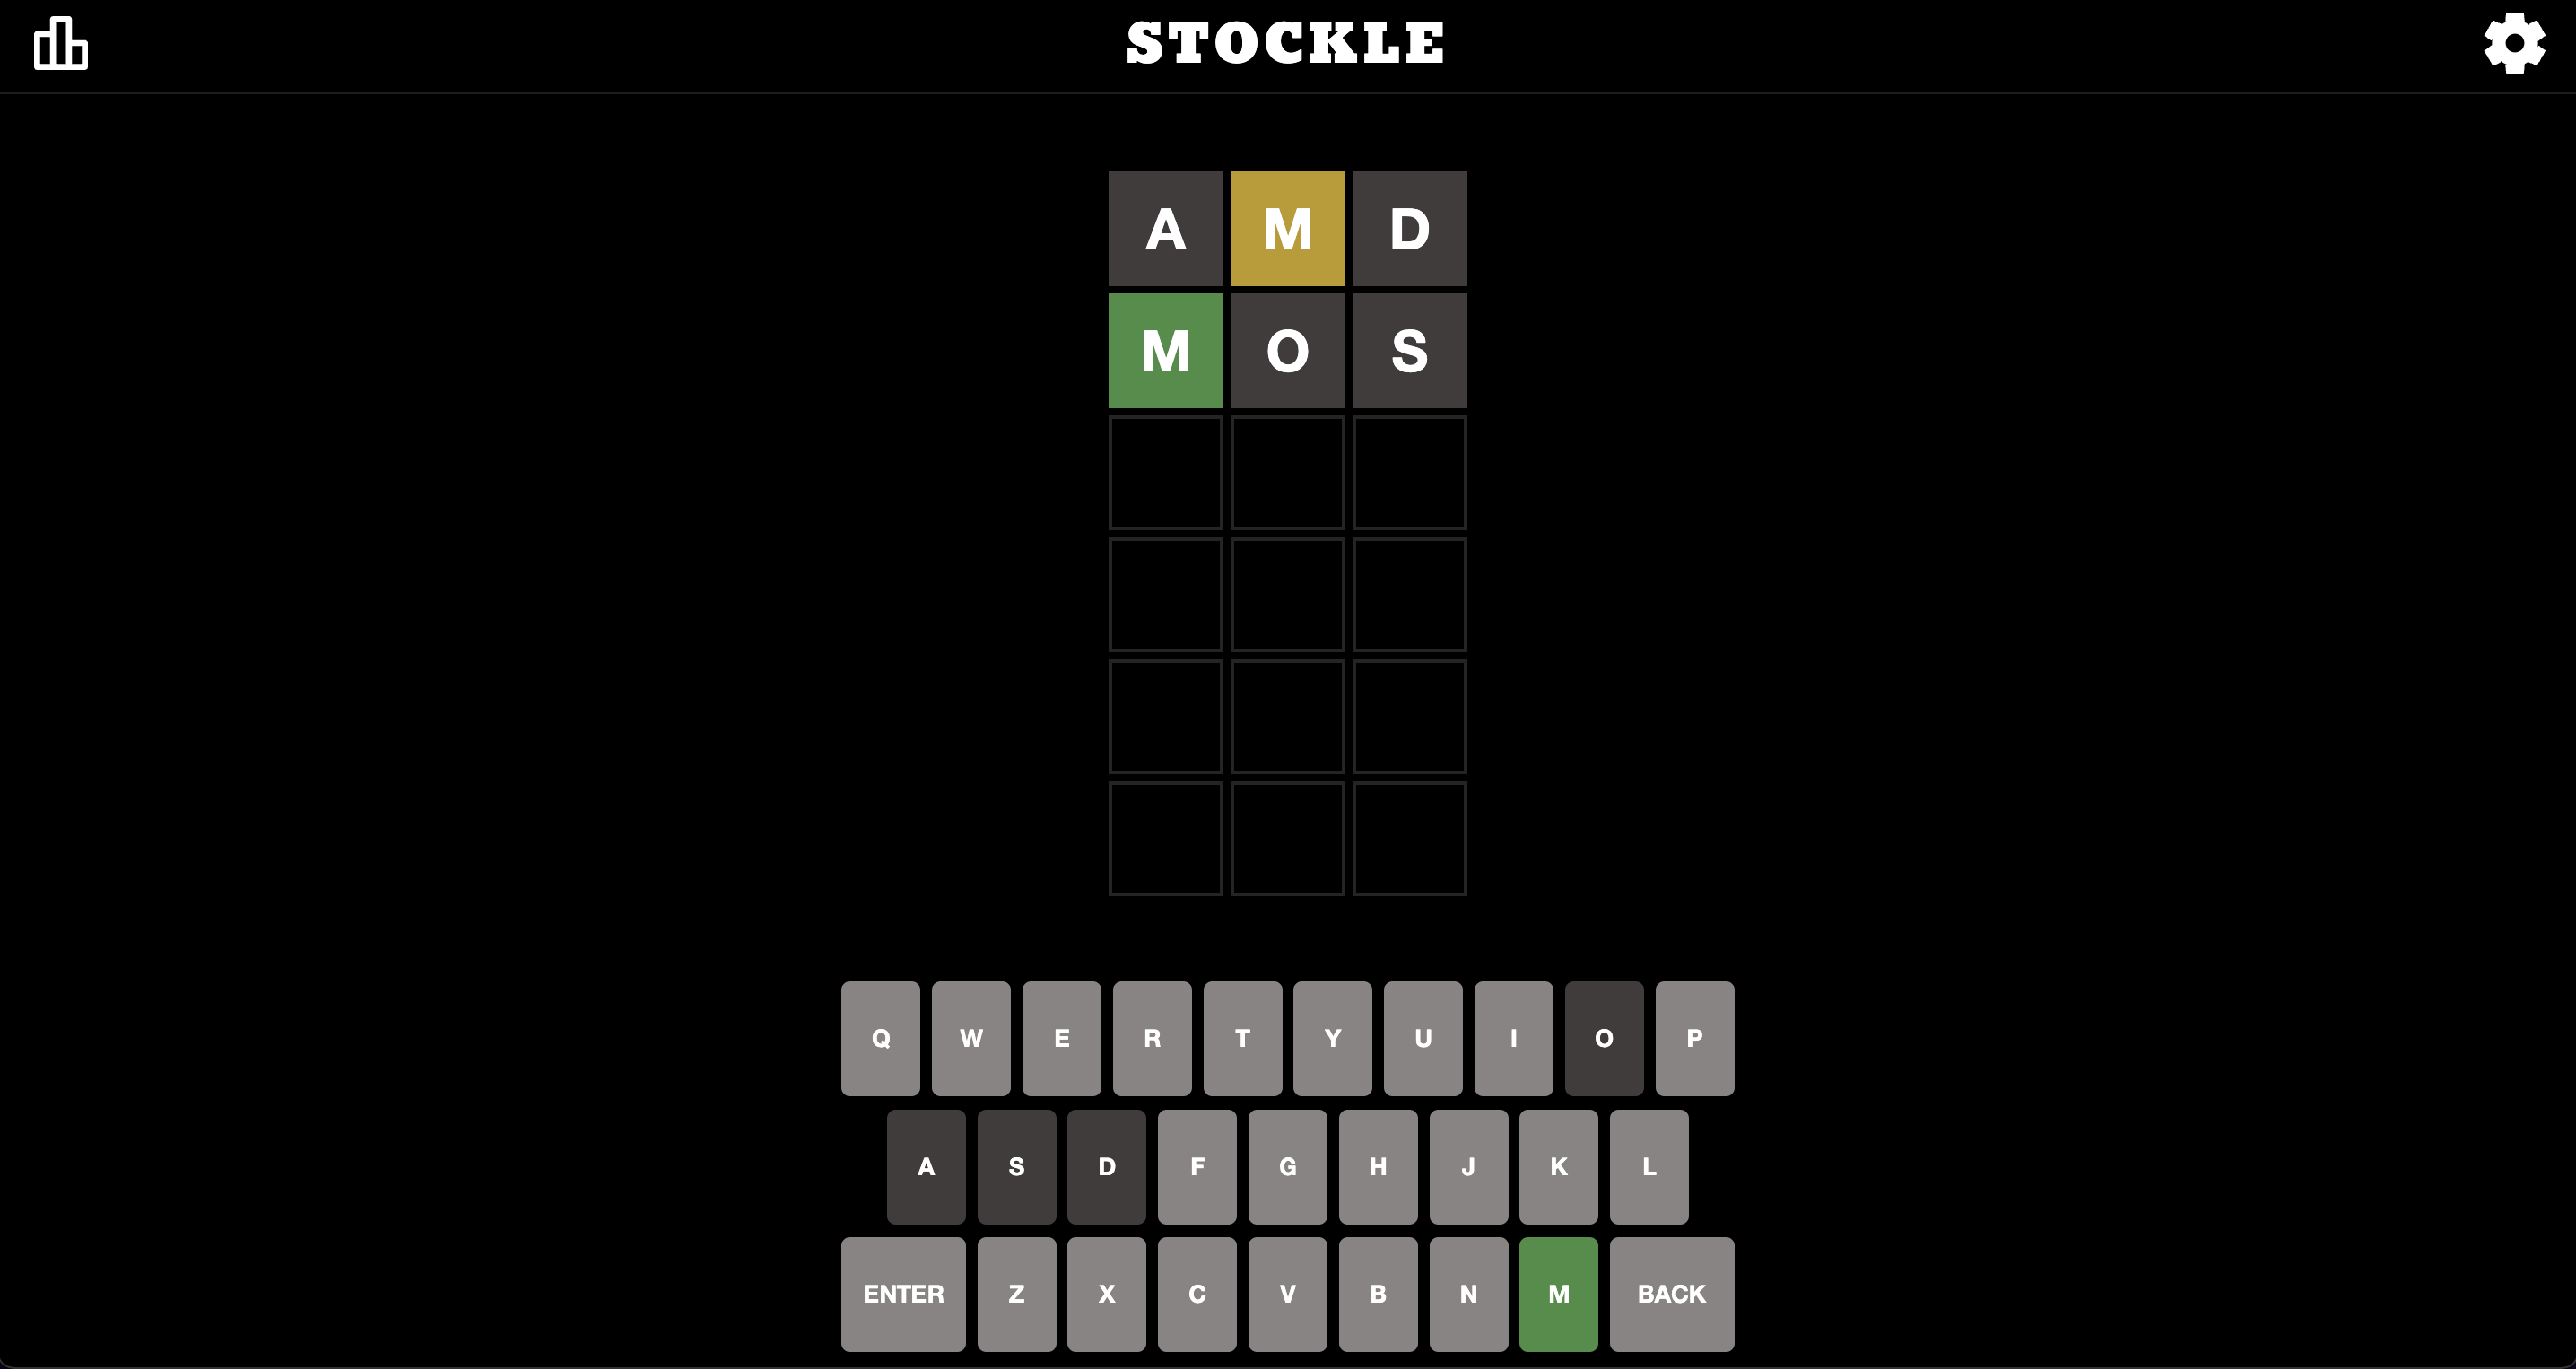 STOCKLE
A M D
M O S
Q W E R T Y U I O P
A S D F G H J K L
ENTER Z X C V B N M BACK